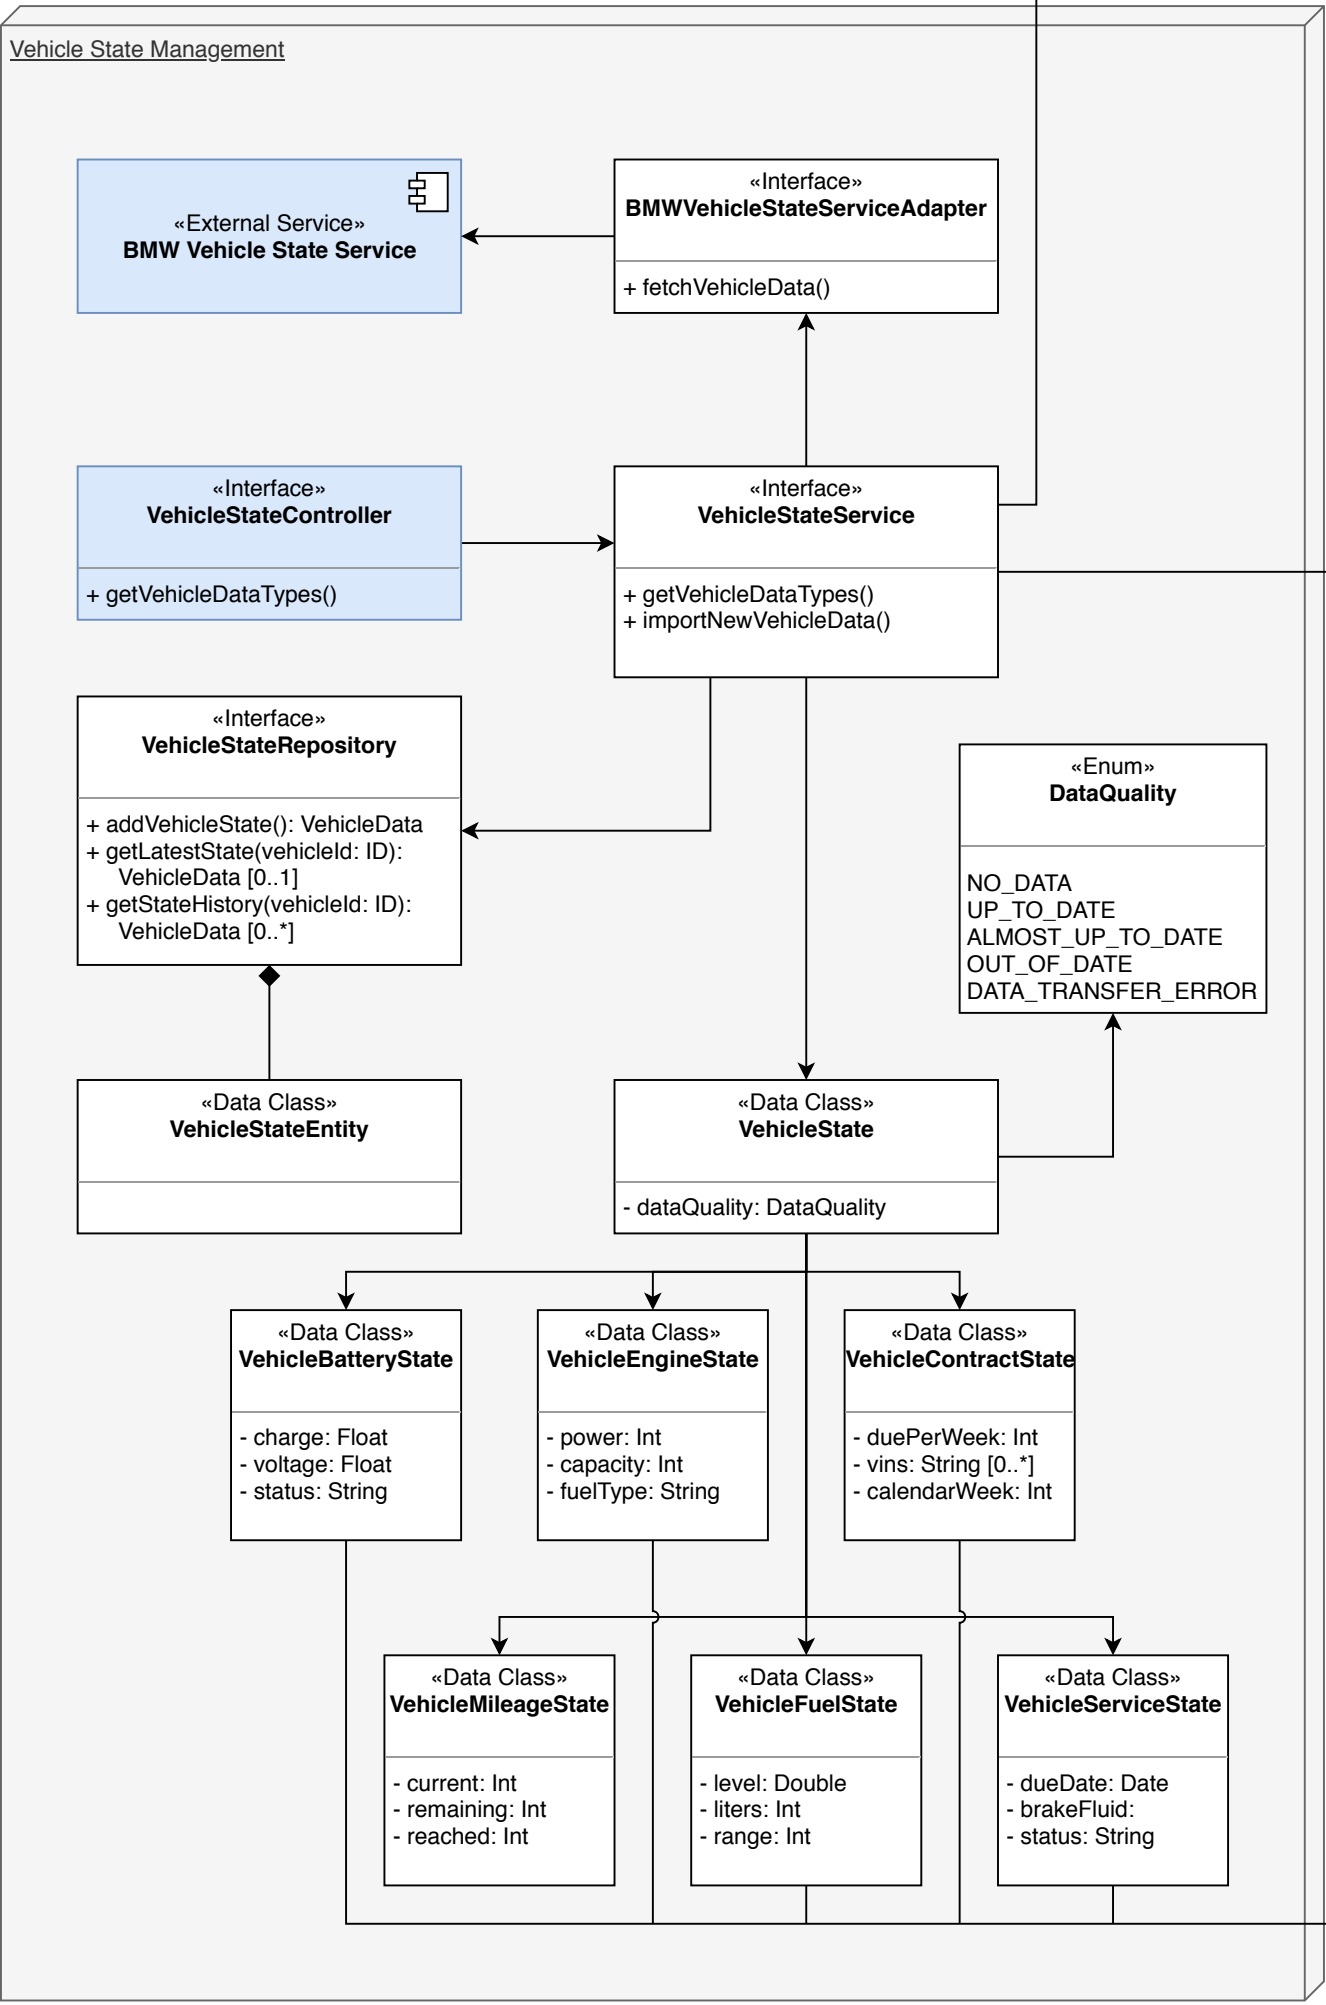 Vehicle State Management
«External Service»
BMW Vehicle State Service
«Interface»
BMWVehicleStateServiceAdapter
+ fetchVehicleData()
«Interface»
VehicleStateController
+ getVehicleDataTypes()
«Interface»
VehicleStateService
+ getVehicleDataTypes()
+ importNewVehicleData()
«Interface»
VehicleStateRepository
+ addVehicleState(): VehicleData
+ getLatestState(vehicleId: ID):
VehicleData [0..1]
+ getStateHistory(vehicleId: ID):
VehicleData [0..*]
«Enum»
DataQuality
NO_DATA
UP_TO_DATE
ALMOST_UP_TO_DATE
OUT_OF_DATE
DATA_TRANSFER_ERROR
«Data Class»
VehicleStateEntity
«Data Class»
VehicleState
- dataQuality: DataQuality
«Data Class»
VehicleBatteryState
- charge: Float
- voltage: Float
- status: String
«Data Class»
VehicleEngineState
- power: Int
- capacity: Int
- fuelType: String
«Data Class»
VehicleContractState
- duePerWeek: Int
- vins: String [0..*]
- calendarWeek: Int
«Data Class»
VehicleMileageState
- current: Int
- remaining: Int
- reached: Int
«Data Class»
VehicleFuelState
- level: Double
- liters: Int
- range: Int
«Data Class»
VehicleServiceState
- dueDate: Date
- brakeFluid:
- status: String